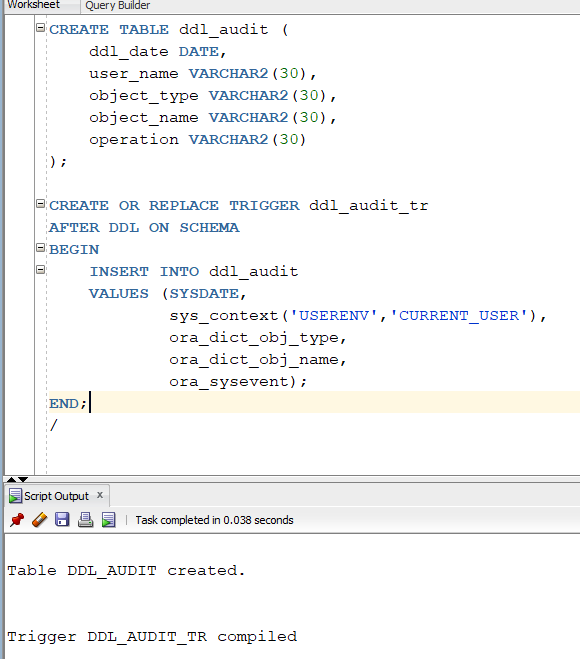 Worksheet Query Builder
CREATE TABLE ddl_audit (
    ddl_date DATE,
    user_name VARCHAR2(30),
    object_type VARCHAR2(30),
    object_name VARCHAR2(30),
    operation VARCHAR2(30)
);
CREATE OR REPLACE TRIGGER ddl_audit_tr
AFTER DDL ON SCHEMA
BEGIN
    INSERT INTO ddl_audit
    VALUES (SYSDATE,
            sys_context('USERENV','CURRENT_USER'),
            ora_dict_obj_type,
            ora_dict_obj_name,
            ora_sysevent);
END;
/
Script Output x
Task completed in 0.038 seconds
Table DDL_AUDIT created.
Trigger DDL_AUDIT_TR compiled